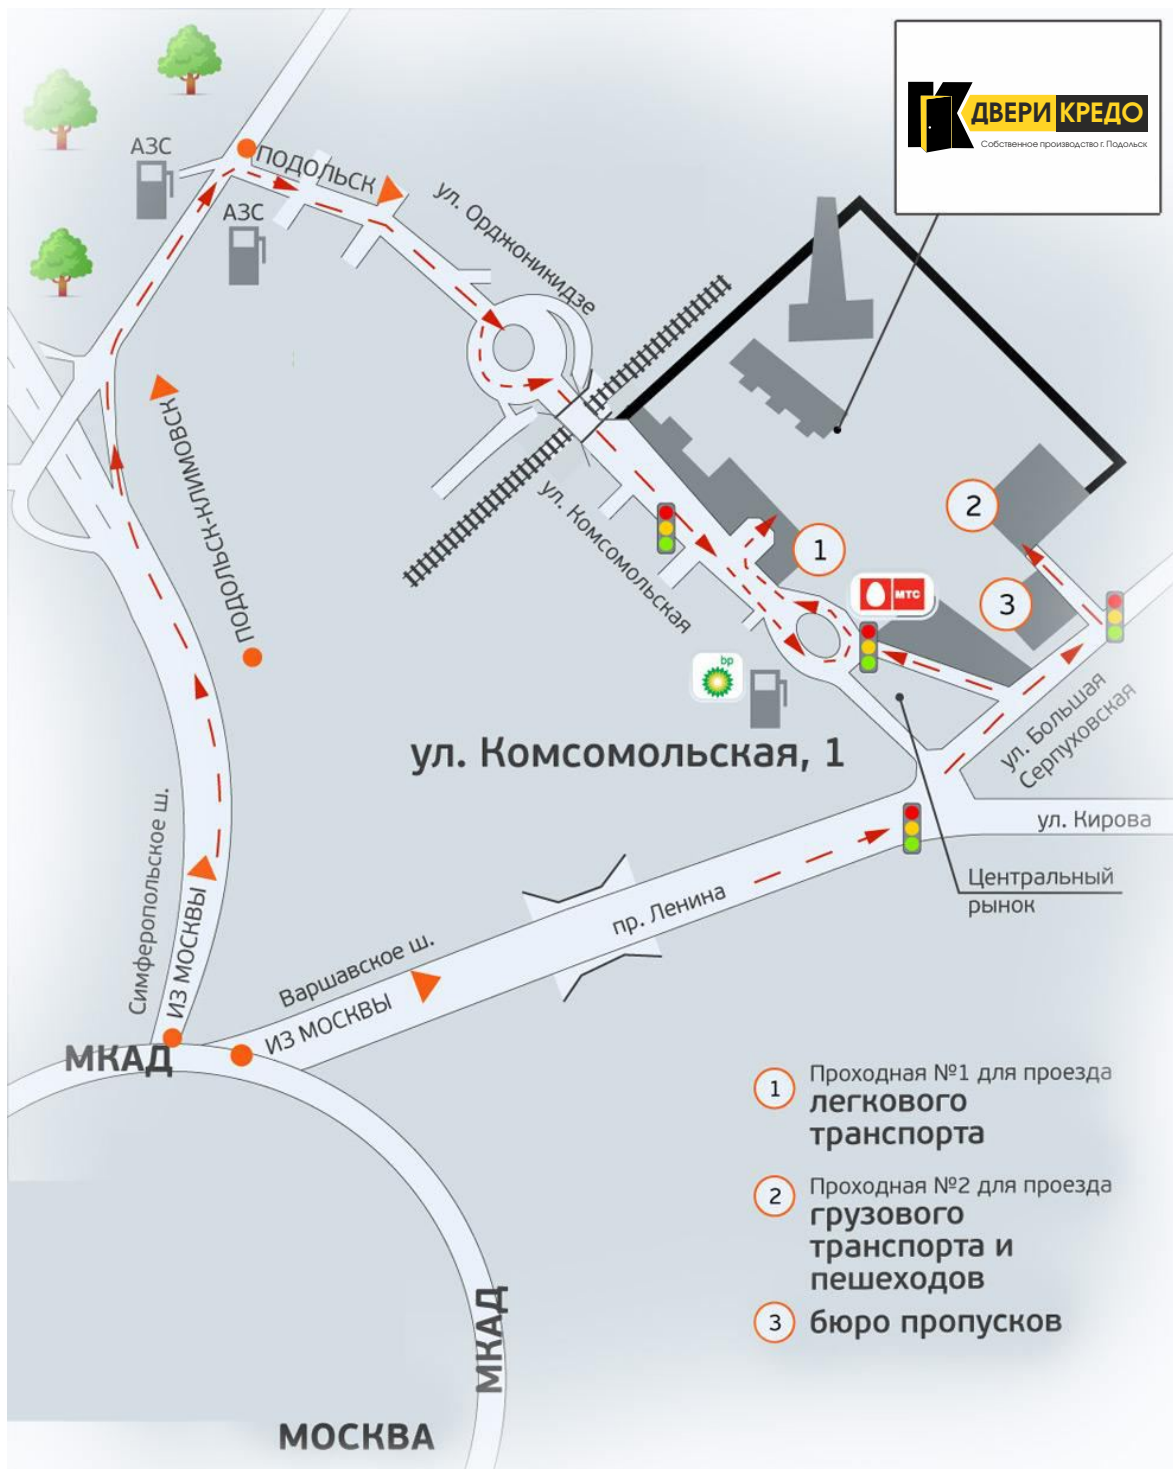 ДВЕРИ КРЕДО
Собственное производство г. Подольск
АЗС
ПОДОЛЬСК
АЗС
ул. Орджоникидзе
ПОДОЛЬСК-КЛИМОВСК
ул. Комсомольская
1
2
3
МТС
bp
ул. Комсомольская, 1
ул. Большая
Серпуховская
ул. Кирова
Центральный
рынок
Симферопольское ш.
ИЗ МОСКВЫ
пр. Ленина
Варшавское ш.
ИЗ МОСКВЫ
МКАД
МКАД
МОСКВА
1 Проходная №1 для проезда
легкового
транспорта
2 Проходная №2 для проезда
грузового
транспорта и
пешеходов
3 бюро пропусков